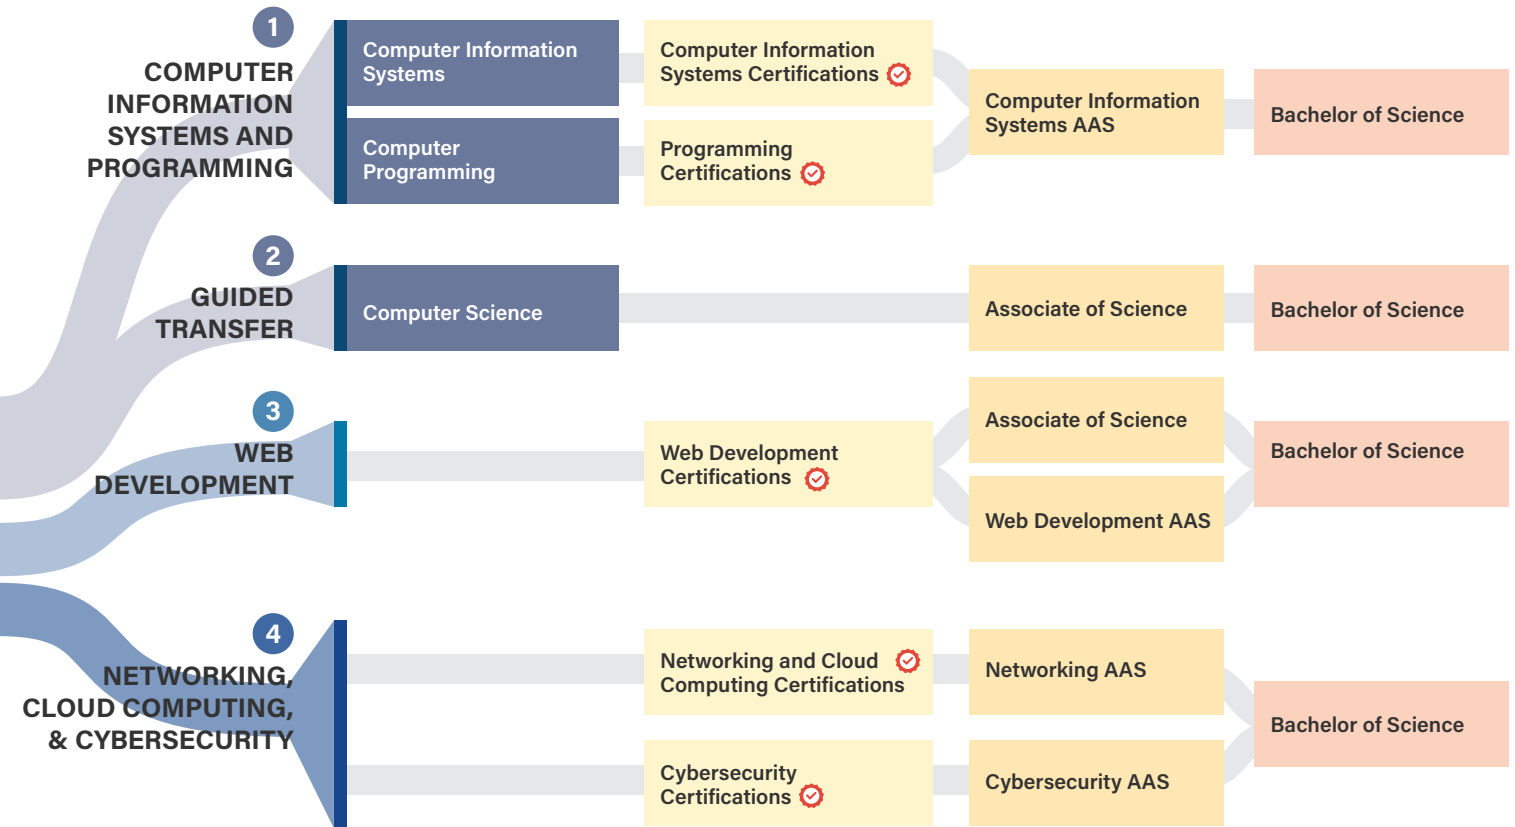 1
COMPUTER
INFORMATION
SYSTEMS AND
PROGRAMMING
Computer Information
Systems
Computer Information
Systems Certifications
Computer
Programming
Programming
Certifications
Computer Information
Systems AAS
Bachelor of Science
2
GUIDED
TRANSFER
Computer Science
Associate of Science
Bachelor of Science
3
WEB
DEVELOPMENT
Web Development
Certifications
Associate of Science
Web Development AAS
Bachelor of Science
4
NETWORKING,
CLOUD COMPUTING,
& CYBERSECURITY
Networking and Cloud
Computing Certifications
Networking AAS
Cybersecurity
Certifications
Cybersecurity AAS
Bachelor of Science